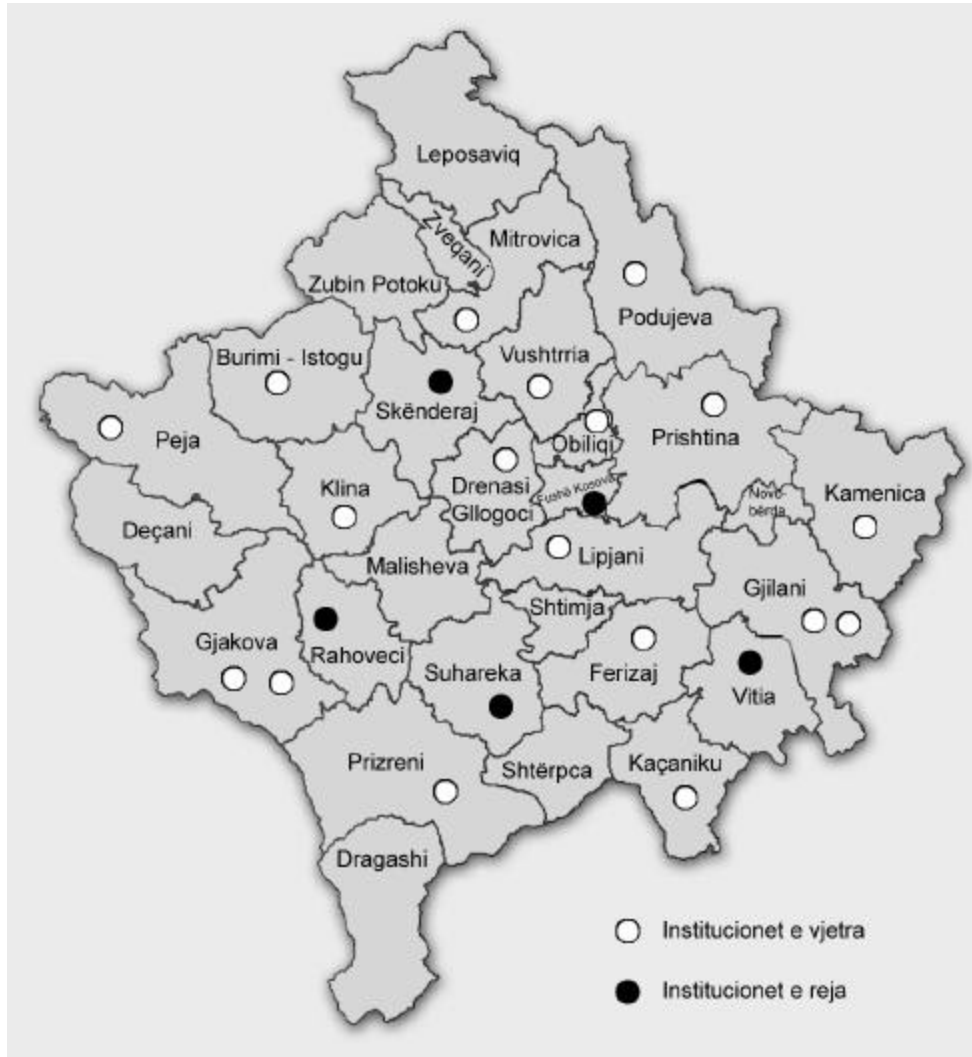 Leposaviq
Zveqani
Mitrovica
Zubin Potoku
Podujeva
Burimi - Istogu
Vushtrria
Skënderaj
Peja
Obiliqi
Prishtina
Klina
Drenasi
Gllogoci
Fushë Kosova
Novo
bërda
Kamenica
Deçani
Malisheva
Lipjani
Gjilani
Shtimja
Gjakova
Rahoveci
Suhareka
Ferizaj
Vitia
Prizreni
Shtërpca
Kaçaniku
Dragashi
Institucionet e vjetra
Institucionet e reja